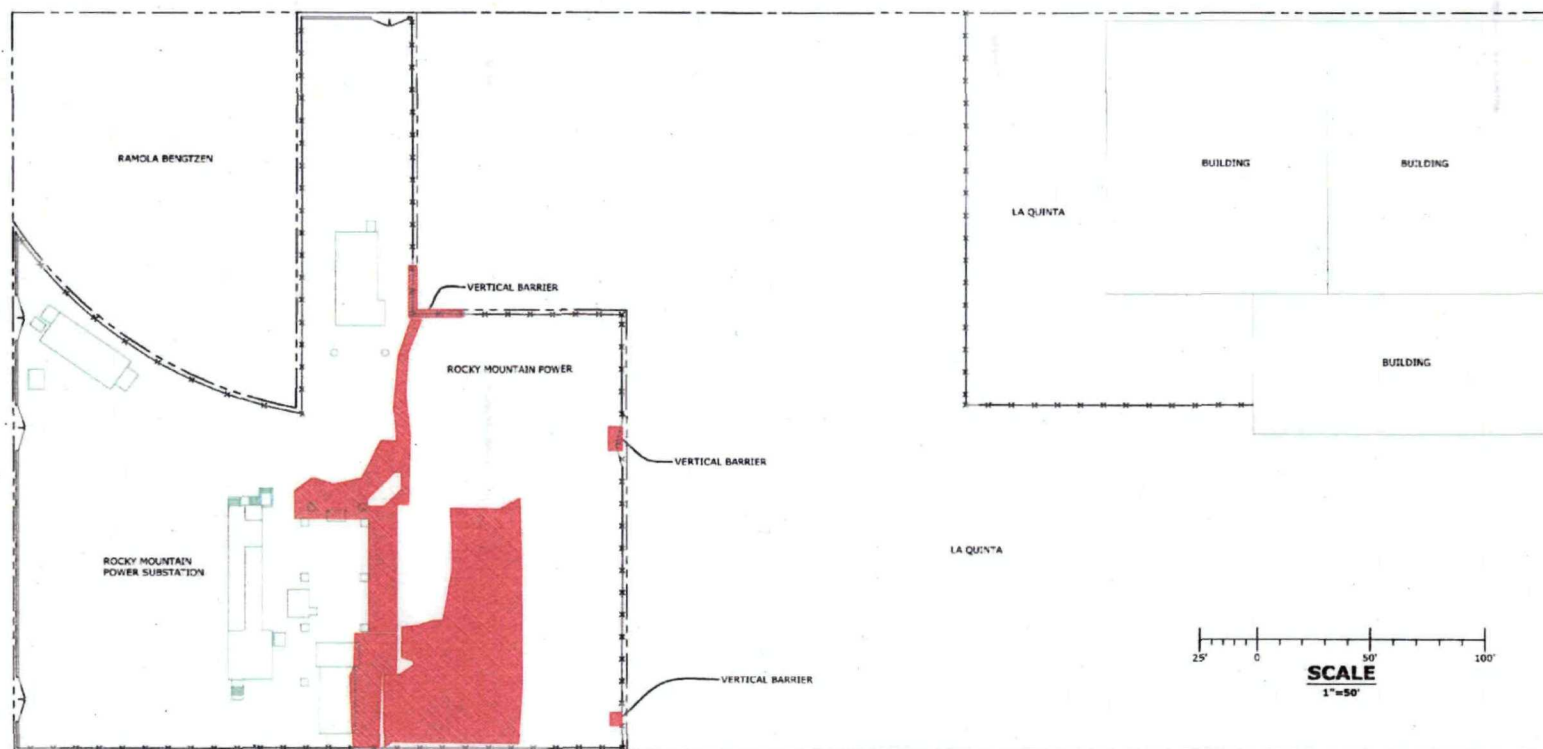 RAMOLA BENGTZEN
BUILDING
BUILDING
LA QUINTA
VERTICAL BARRIER
ROCKY MOUNTAIN POWER
BUILDING
VERTICAL BARRIER
LA QUINTA
ROCKY MOUNTAIN
POWER SUBSTATION
25' 0 50' 100'
SCALE
1"=50'
VERTICAL BARRIER